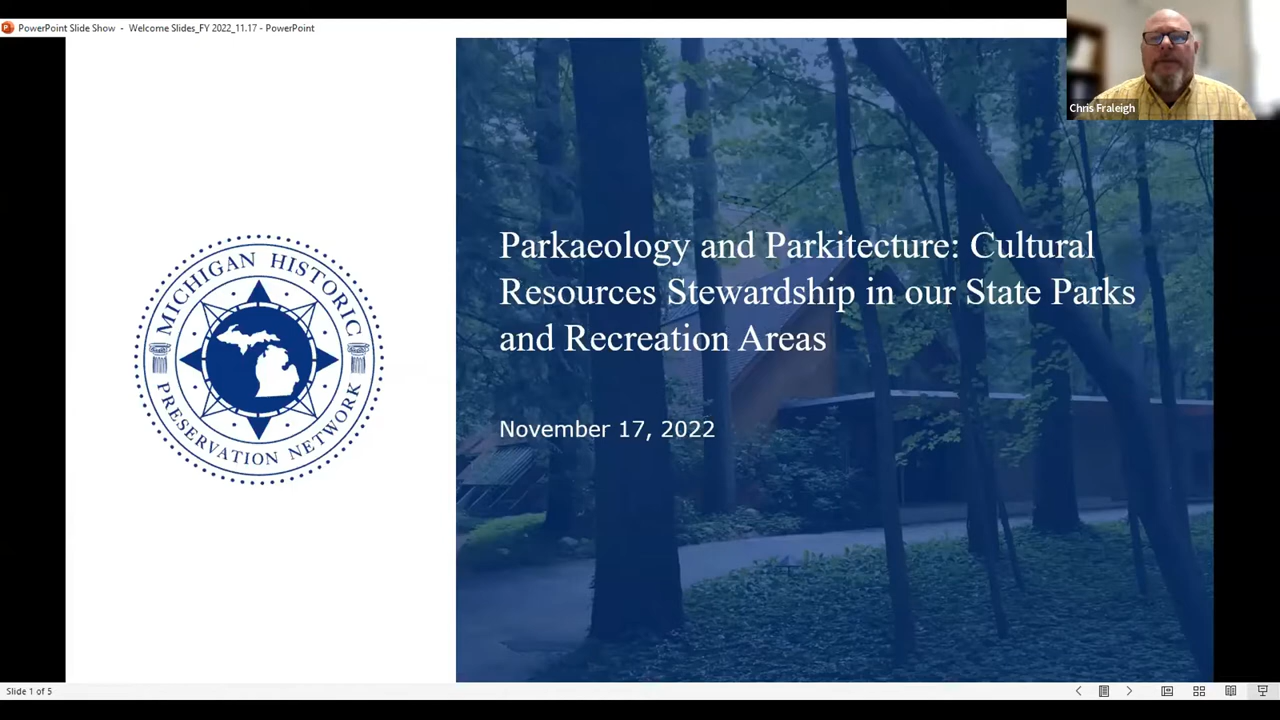 PowerPoint Slide Show - Welcome Slides_FY 2022_11.17 - PowerPoint
Chris Fraleigh
MICHIGAN HISTORIC
PRESERVATION NETWORK
Parkaeology and Parkitecture: Cultural
Resources Stewardship in our State Parks
and Recreation Areas
November 17, 2022
Slide 1 of 5